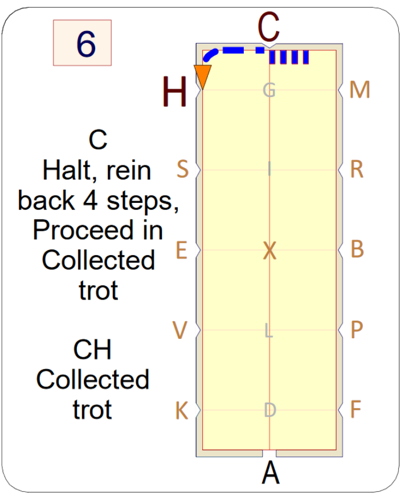 6
C
Halt, rein
back 4 steps,
Proceed in
Collected
trot
CH
Collected
trot
C
H G M
S I R
E X B
V L P
K D F
A